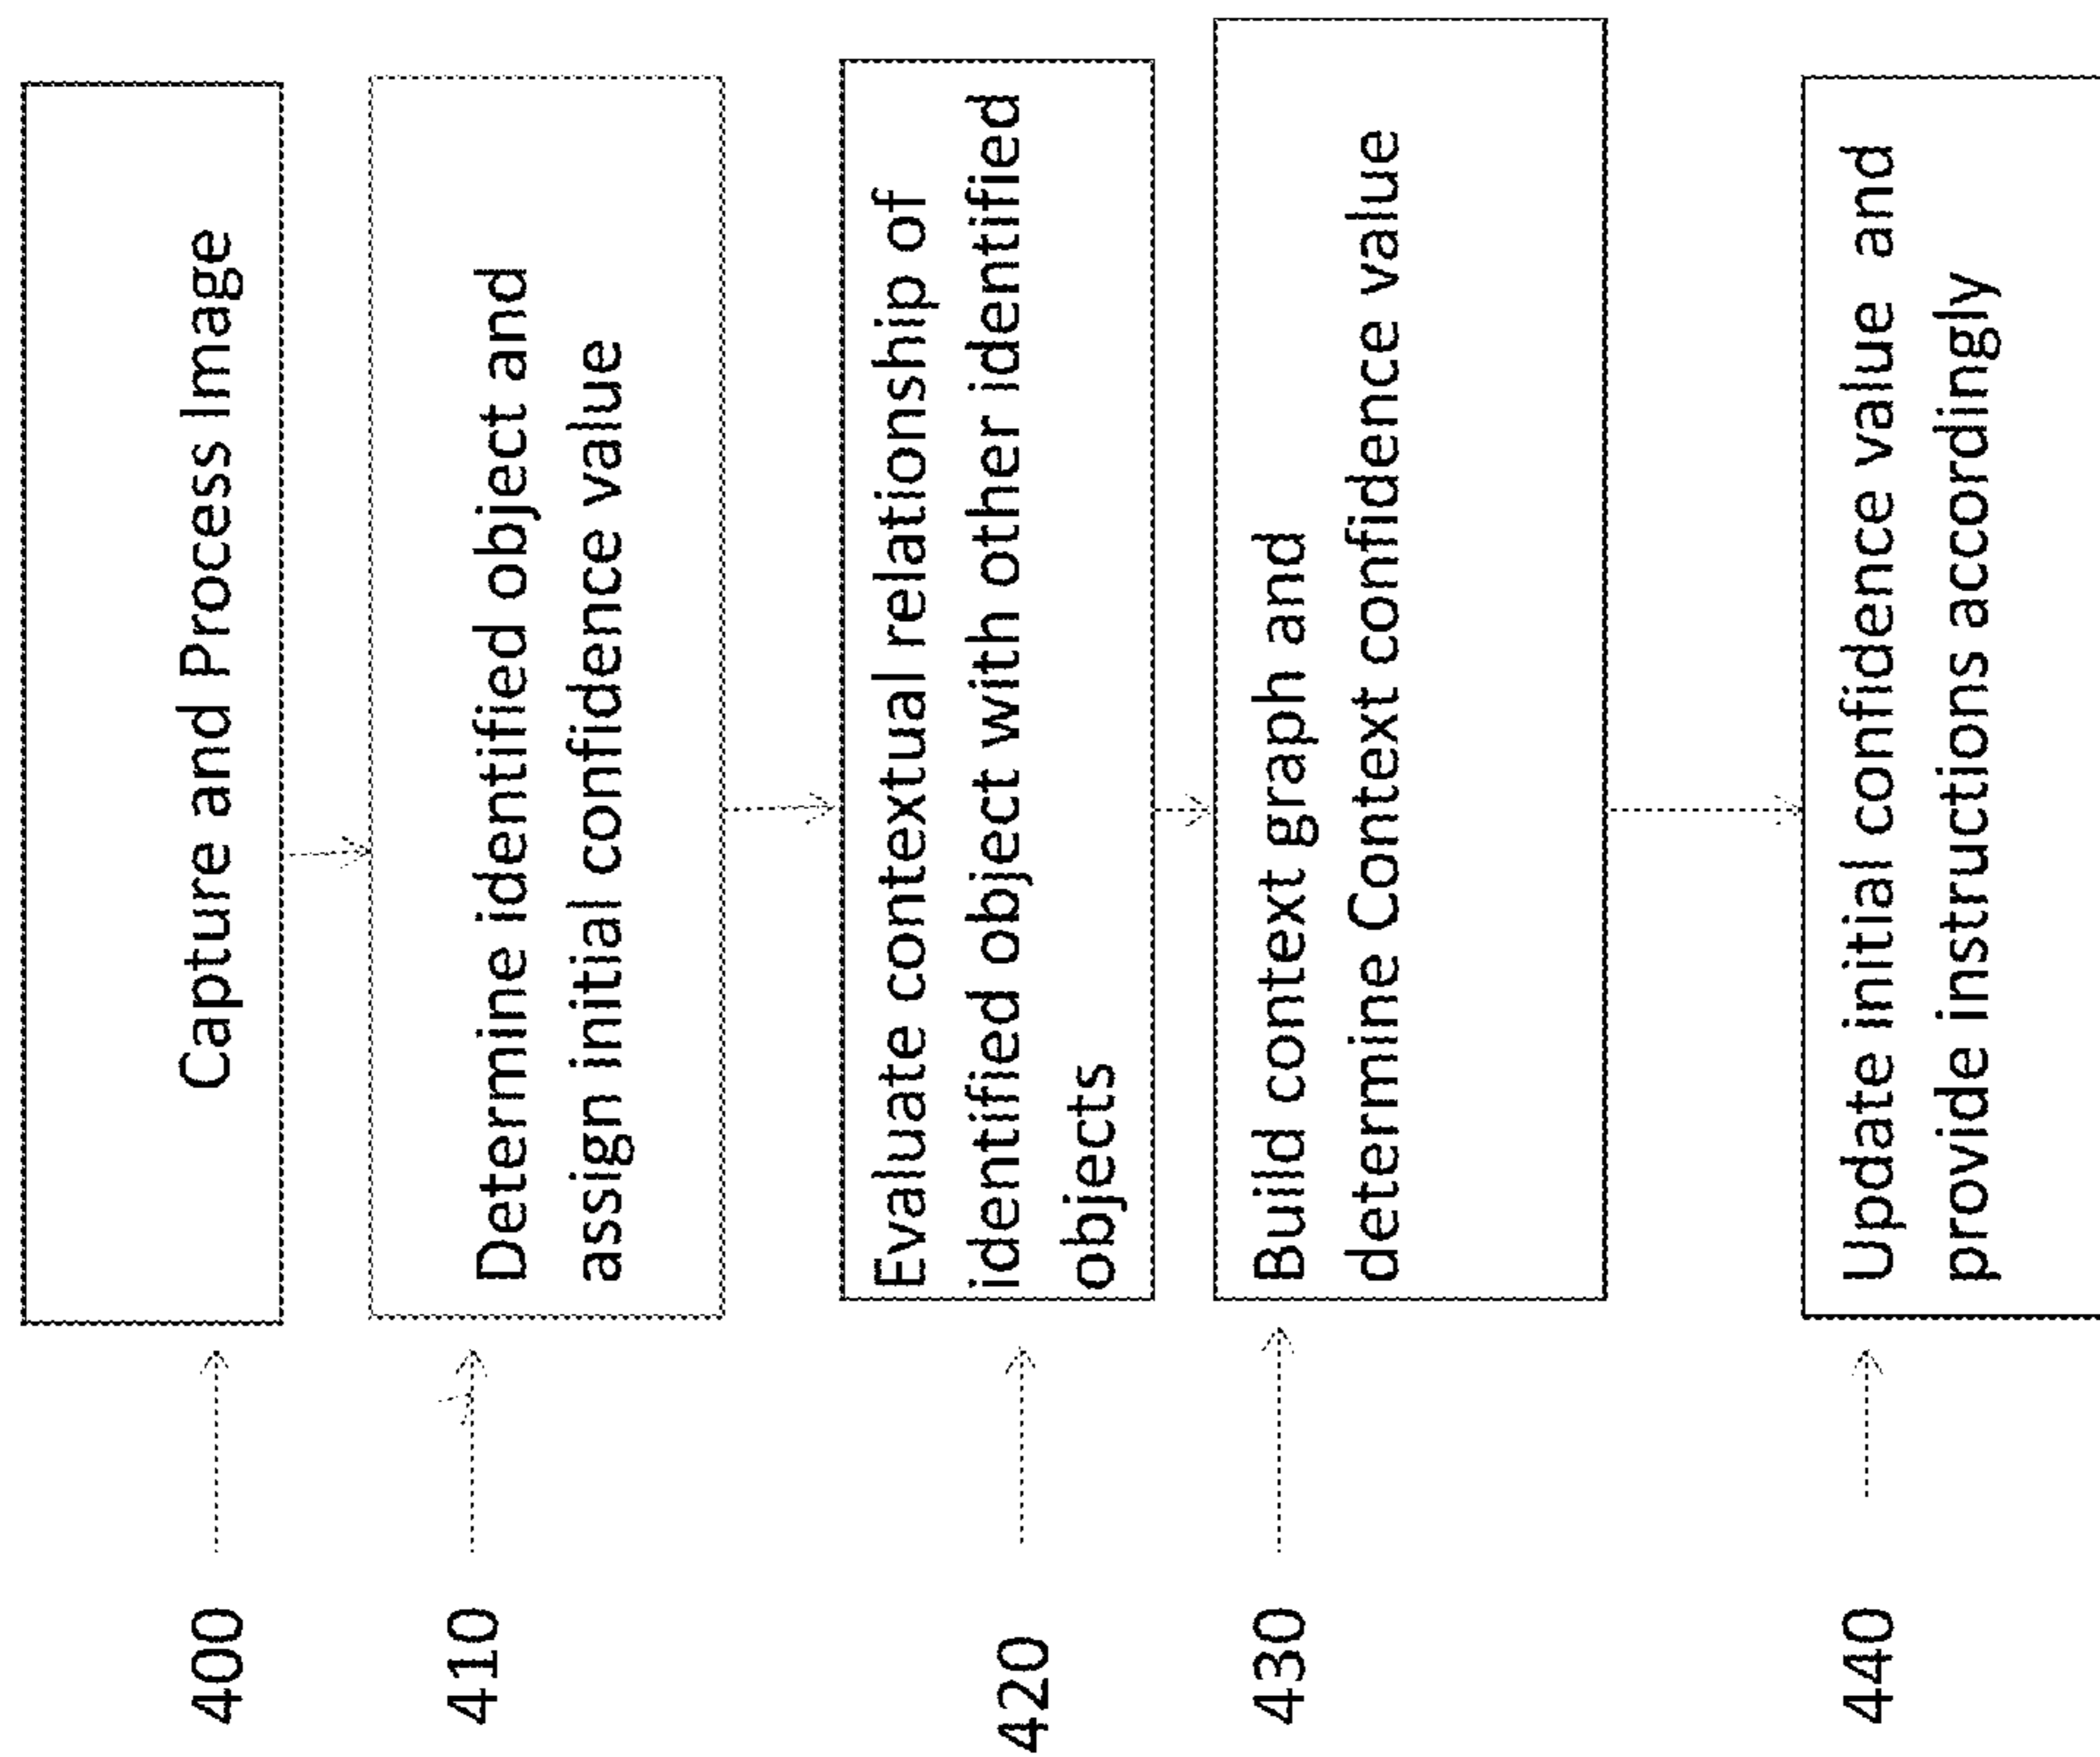 400
Capture and Process Image
410
Determine identified object and
assign initial confidence value
420
Evaluate contextual relationship of
identified object with other identified
objects
430
Build context graph and
determine Context confidence value
440
Update initial confidence value and
provide instructions accordingly